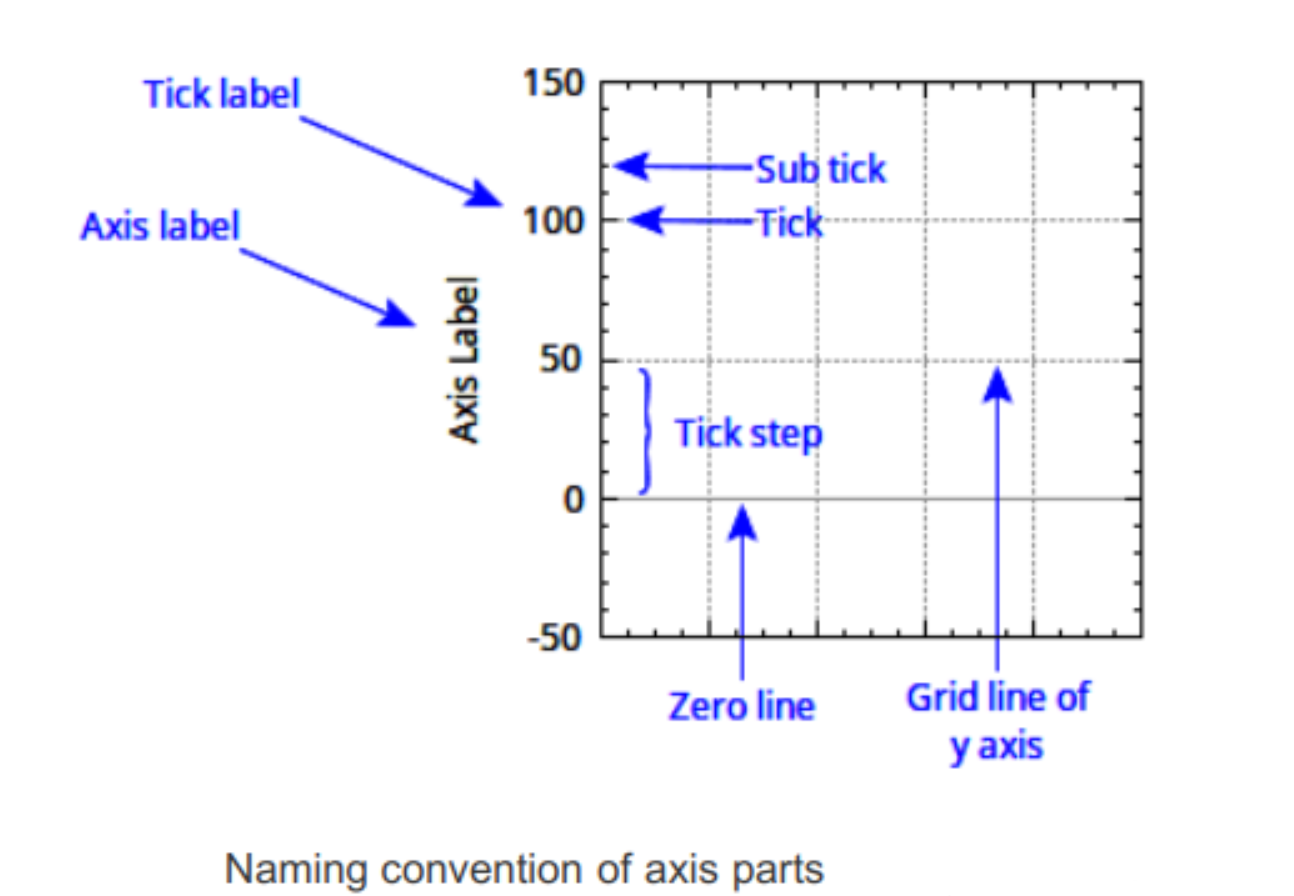 150
Tick label
Sub tick
100
Tick
Axis label
Axis Label
50
Tick step
0
-50
Zero line
Grid line of
y axis
Naming convention of axis parts